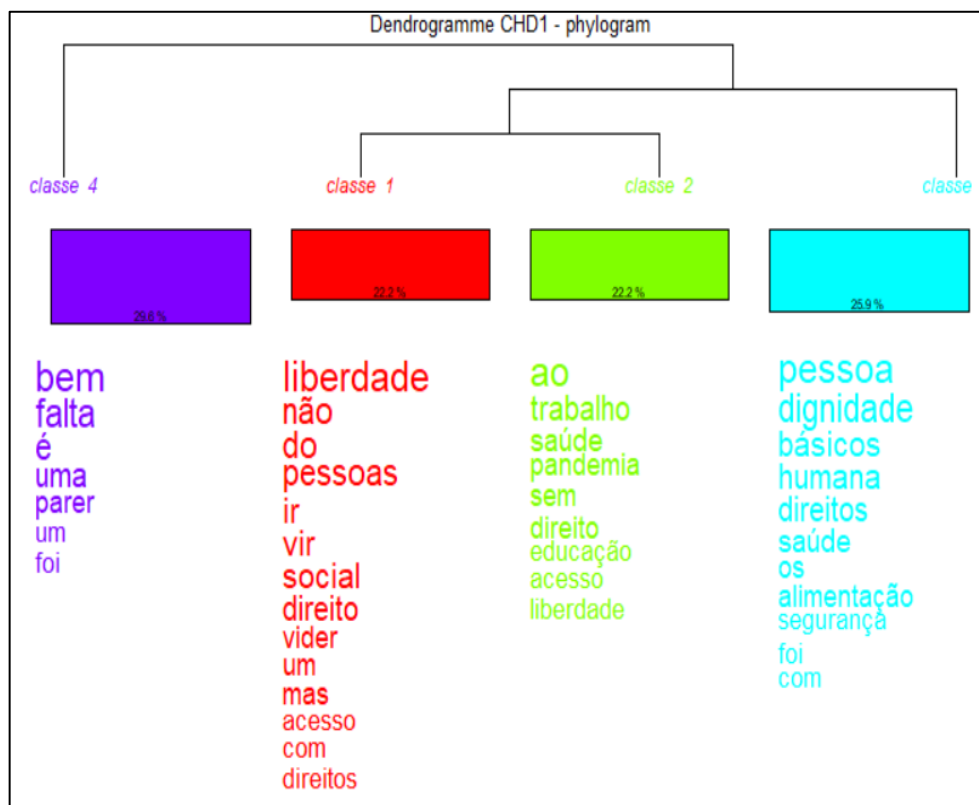 Dendrogramme CHD1 - phylogram
classe 4
classe 1
classe 2
classe
29.6 %
22.2 %
22.2 %
25.9 %
bem
falta
é
uma
parer
um
foi
liberdade
não
do
pessoas
ir
vir
social
direito
vider
um
mas
acesso
com
direitos
ao
trabalho
saúde
pandemia
sem
direito
educação
acesso
liberdade
pessoa
dignidade
básicos
humana
direitos
saúde
os
alimentação
segurança
foi
com